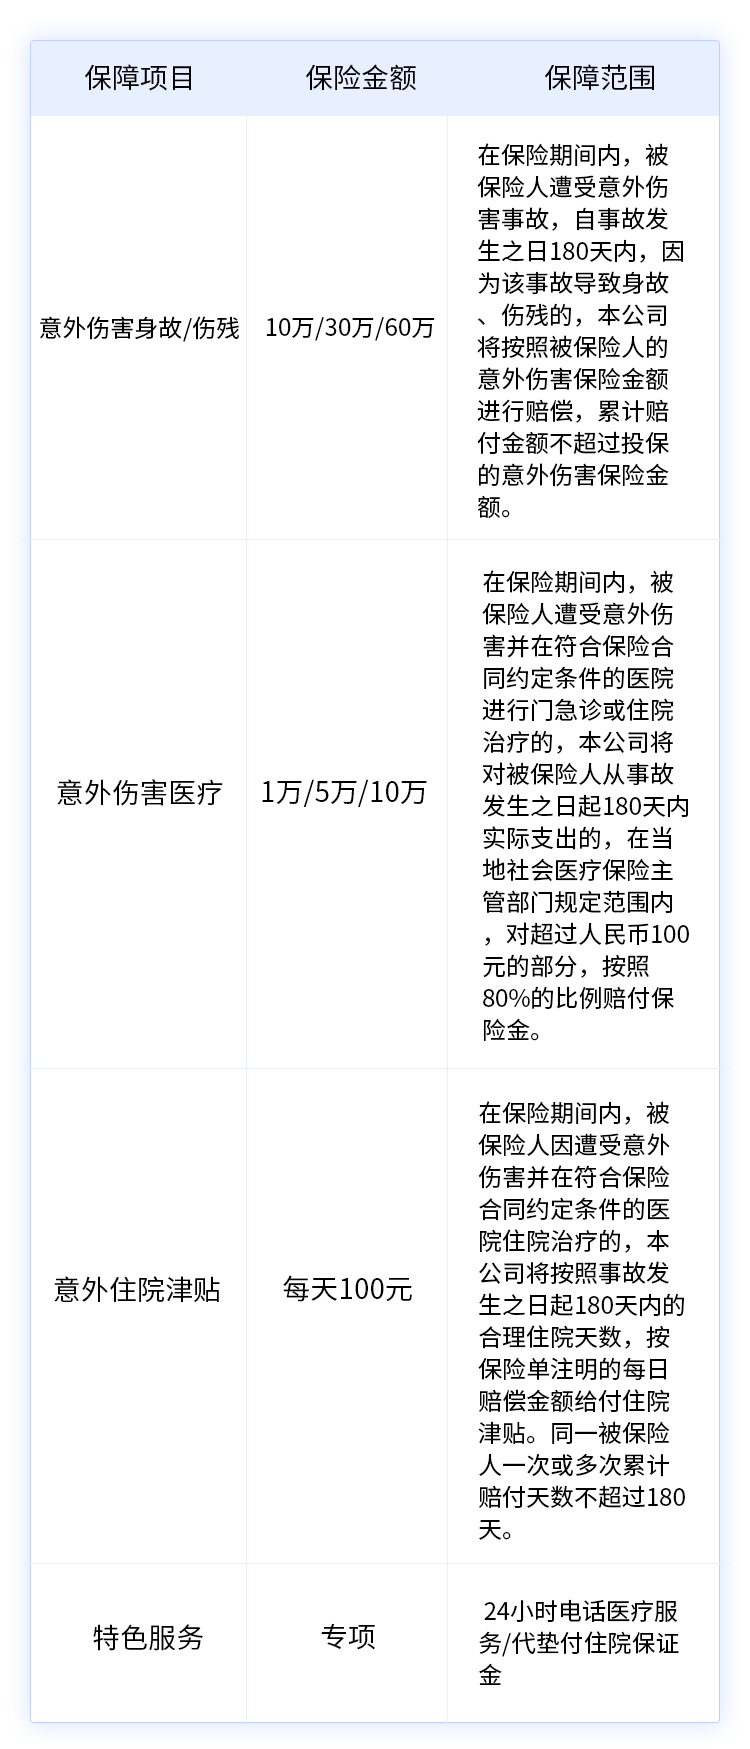 保障项目 保险金额 保障范围
意外伤害身故/伤残
10万/30万/60万
在保险期间内，被
保险人遭受意外伤
害事故，自事故发
生之日180天内，因
为该事故导致身故
、伤残的，本公司
将按照被保险人的
意外伤害保险金额
进行赔偿，累计赔
付金额不超过投保
的意外伤害保险金
额。
意外伤害医疗
1万/5万/10万
在保险期间内，被
保险人遭受意外伤
害并在符合保险合
同约定条件的医院
进行门急诊或住院
治疗的，本公司将
对被保险人从事故
发生之日起180天内
实际支出的，在当
地社会医疗保险主
管部门规定范围内
，对超过人民币100
元的部分，按照
80%的比例赔付保
险金。
意外住院津贴
每天100元
在保险期间内，被
保险人因遭受意外
伤害并在符合保险
合同约定条件的医
院住院治疗的，本
公司将按照事故发
生之日起180天内的
合理住院天数，按
保险单注明的每日
赔偿金额给付住院
津贴。同一被保险
人一次或多次累计
赔付天数不超过180
天。
特色服务
专项
24小时电话医疗服
务/代垫付住院保证
金